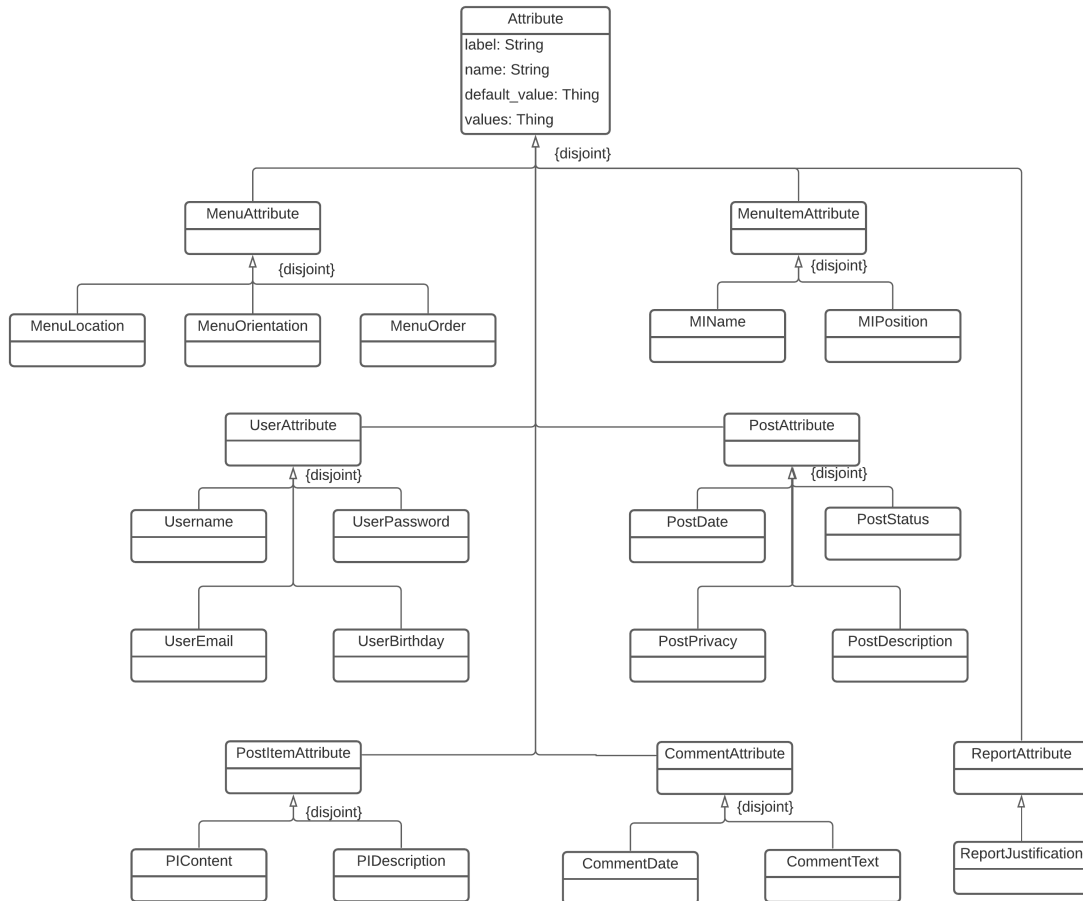 Attribute
label: String
name: String
default_value: Thing
values: Thing
{disjoint}
MenuAttribute
MenuItemAttribute
{disjoint}
{disjoint}
MenuLocation
MenuOrientation
MenuOrder
MIName
MIPosition
UserAttribute
PostAttribute
{disjoint}
{disjoint}
Username
UserPassword
PostDate
PostStatus
UserEmail
UserBirthday
PostPrivacy
PostDescription
PostItemAttribute
CommentAttribute
ReportAttribute
{disjoint}
{disjoint}
PIContent
PIDescription
CommentDate
CommentText
ReportJustification